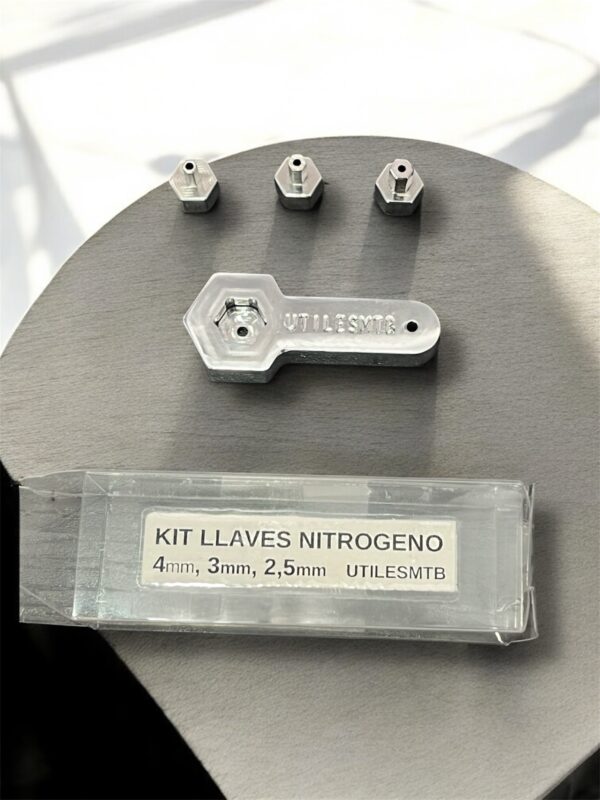 UTILESMTB
KIT LLAVES NITROGENO
4mm, 3mm, 2,5mm UTILESMTB